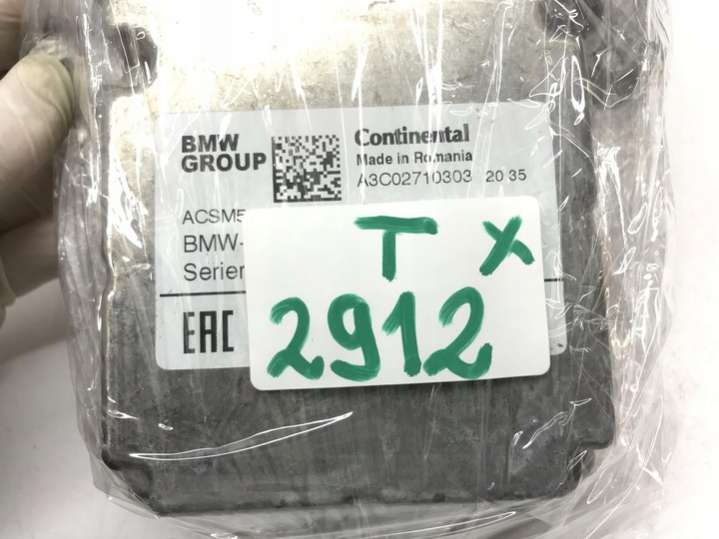 BMW
GROUP
Continental
Made in Romania
A3C02710303 20 35
ACSM5
BMW-
Serien
EAC
T X
2912